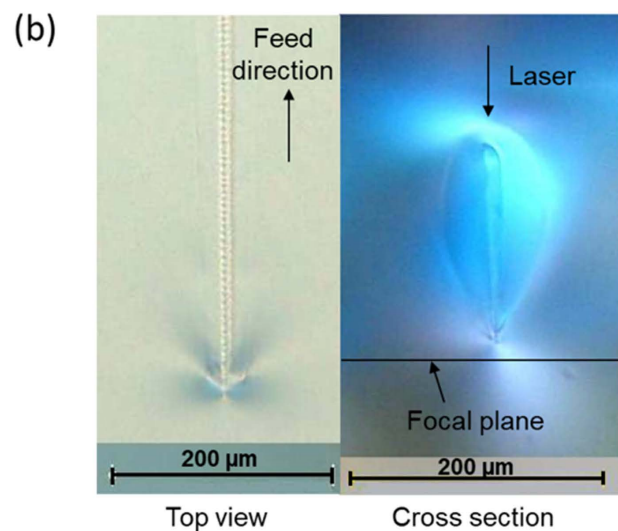 (b)
Feed
direction
Laser
Focal plane
200 µm
200 µm
Top view
Cross section